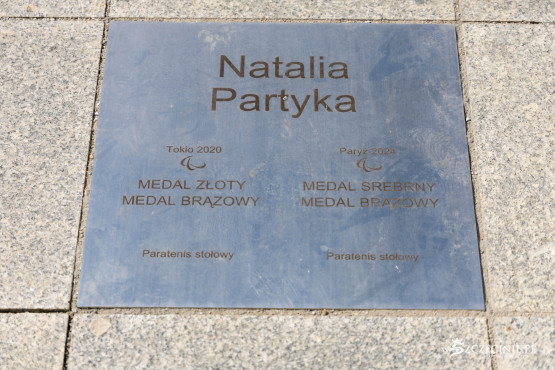 Natalia
Partyka
Tokio 2020
MEDAL ZŁOTY
MEDAL BRĄZOWY
Paratenis stołowy
Paryż 2024
MEDAL SREBRNY
MEDAL BRĄZOWY
Paratenis stołowy